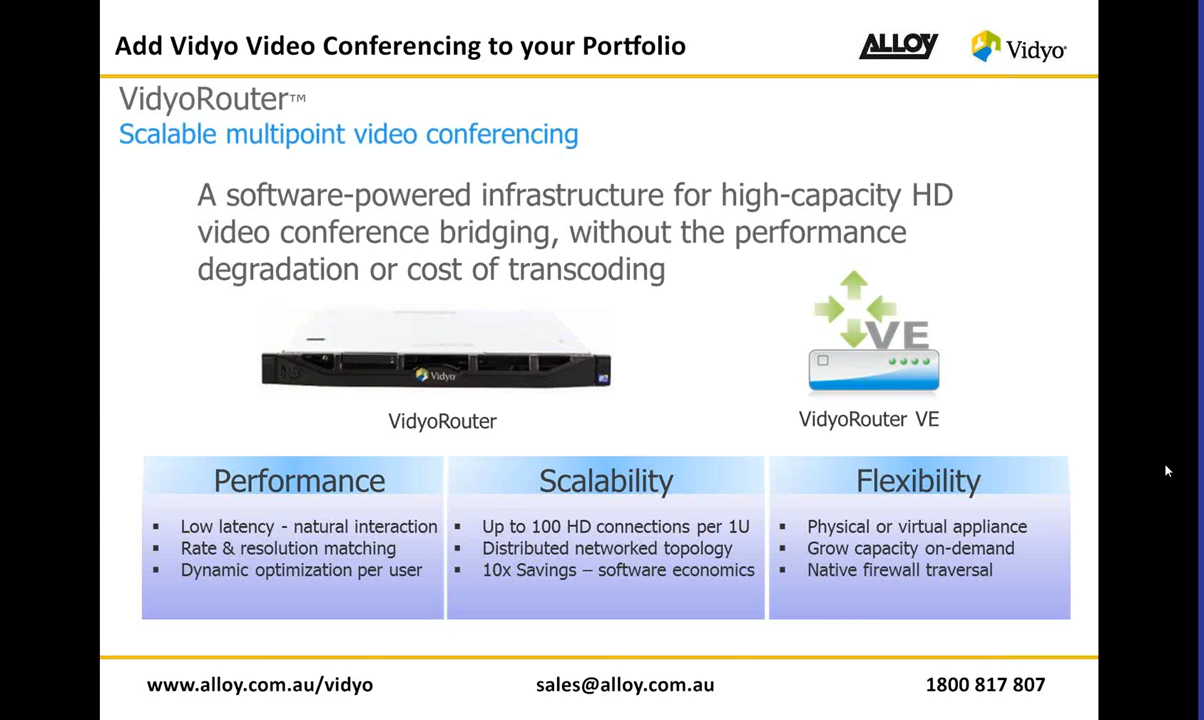 Add Vidyo Video Conferencing to your Portfolio
ALLOY
Vidyo
VidyoRouter™
Scalable multipoint video conferencing
A software-powered infrastructure for high-capacity HD
video conference bridging, without the performance
degradation or cost of transcoding
VE
Vidyo
VidyoRouter
VidyoRouter VE
Performance
▪ Low latency - natural interaction
▪ Rate & resolution matching
▪ Dynamic optimization per user
Scalability
▪ Up to 100 HD connections per 1U
▪ Distributed networked topology
▪ 10x Savings – software economics
Flexibility
▪ Physical or virtual appliance
▪ Grow capacity on-demand
▪ Native firewall traversal
www.alloy.com.au/vidyo
sales@alloy.com.au
1800 817 807